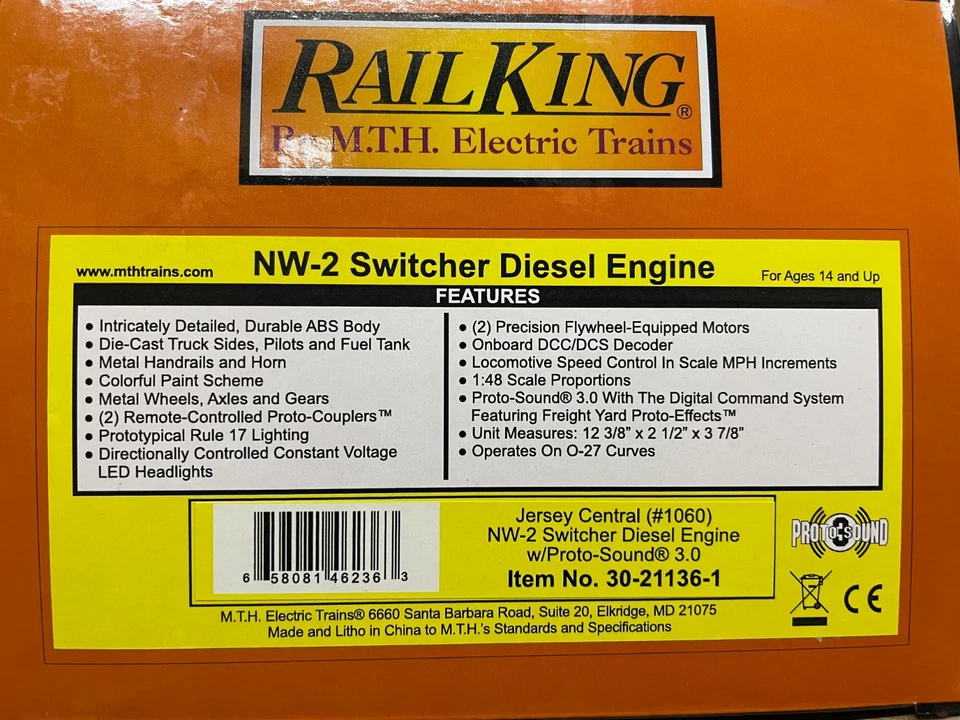 RAILKING®
By M.T.H. Electric Trains
www.mthtrains.com
NW-2 Switcher Diesel Engine
For Ages 14 and Up
FEATURES
● Intricately Detailed, Durable ABS Body
● Die-Cast Truck Sides, Pilots and Fuel Tank
● Metal Handrails and Horn
● Colorful Paint Scheme
● Metal Wheels, Axles and Gears
● (2) Remote-Controlled Proto-Couplers™
● Prototypical Rule 17 Lighting
● Directionally Controlled Constant Voltage
LED Headlights
● (2) Precision Flywheel-Equipped Motors
● Onboard DCC/DCS Decoder
● Locomotive Speed Control In Scale MPH Increments
● 1:48 Scale Proportions
● Proto-Sound® 3.0 With The Digital Command System
Featuring Freight Yard Proto-Effects™
● Unit Measures: 12 3/8” x 2 1/2” x 3 7/8”
● Operates On O-27 Curves
6 58081 46236 3
Jersey Central (#1060)
NW-2 Switcher Diesel Engine
w/Proto-Sound® 3.0
Item No. 30-21136-1
PROTO SOUND
3
CE
M.T.H. Electric Trains® 6660 Santa Barbara Road, Suite 20, Elkridge, MD 21075
Made and Litho in China to M.T.H.'s Standards and Specifications